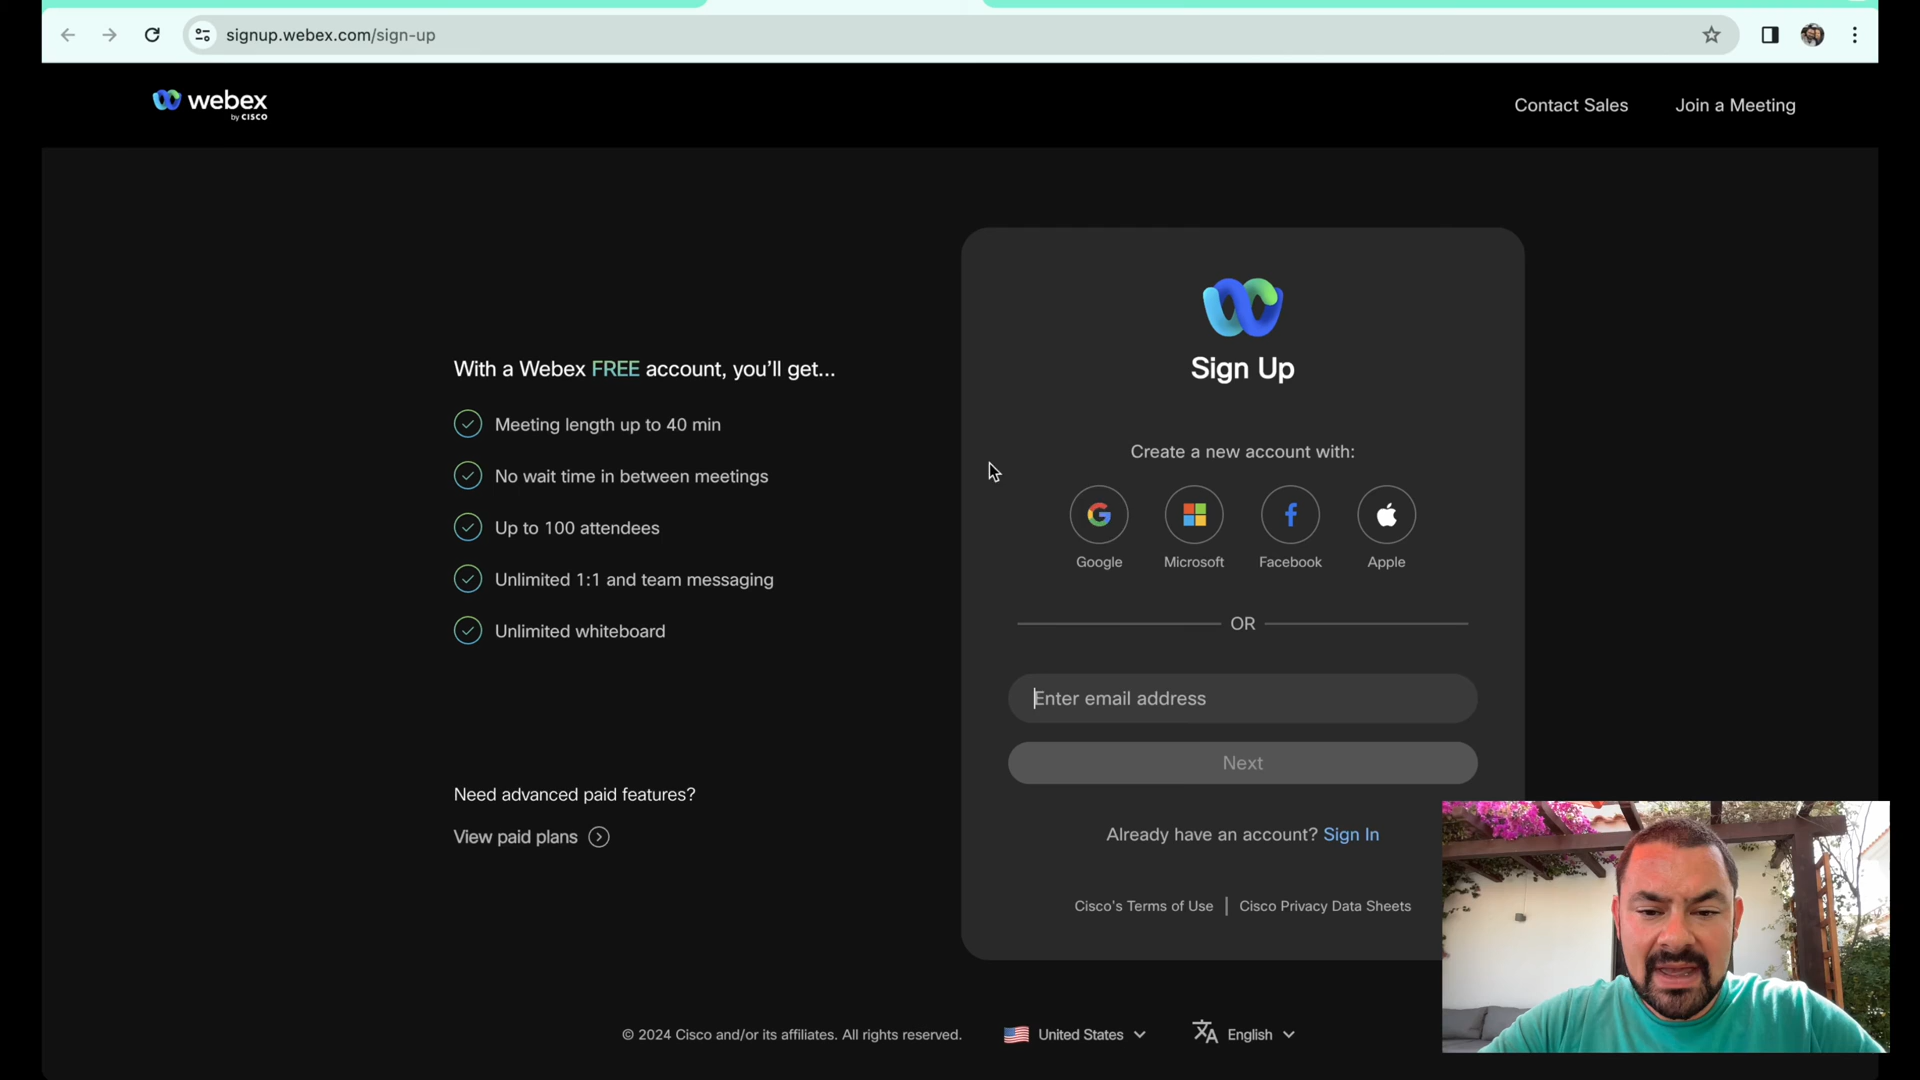 signup.webex.com/sign-up
webex
by CISCO
Contact Sales
Join a Meeting
With a Webex FREE account, you'll get...
Meeting length up to 40 min
No wait time in between meetings
Up to 100 attendees
Unlimited 1:1 and team messaging
Unlimited whiteboard
Need advanced paid features?
View paid plans
Sign Up
Create a new account with:
Google
Microsoft
Facebook
Apple
OR
Enter email address
Next
Already have an account? Sign In
Cisco's Terms of Use | Cisco Privacy Data Sheets
© 2024 Cisco and/or its affiliates. All rights reserved.
United States
English